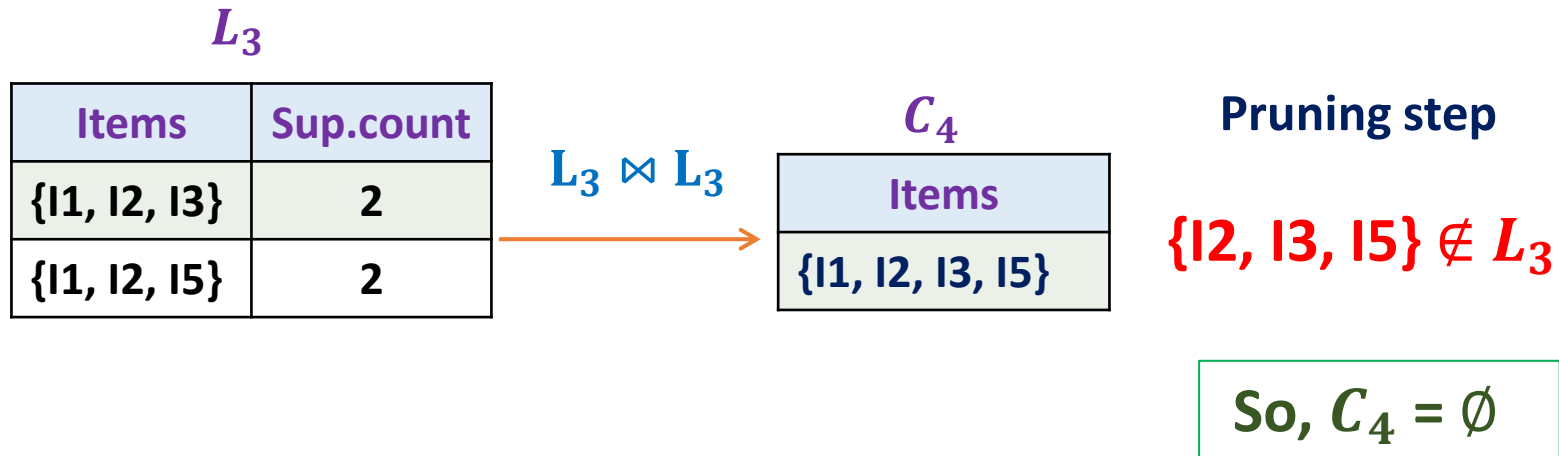 L₃
Items Sup.count
{I1, I2, I3} 2
{I1, I2, I5} 2
L₃ ⋈ L₃
C₄
Items
{I1, I2, I3, I5}
Pruning step
{I2, I3, I5} ∉ L₃
So, C₄ = ∅